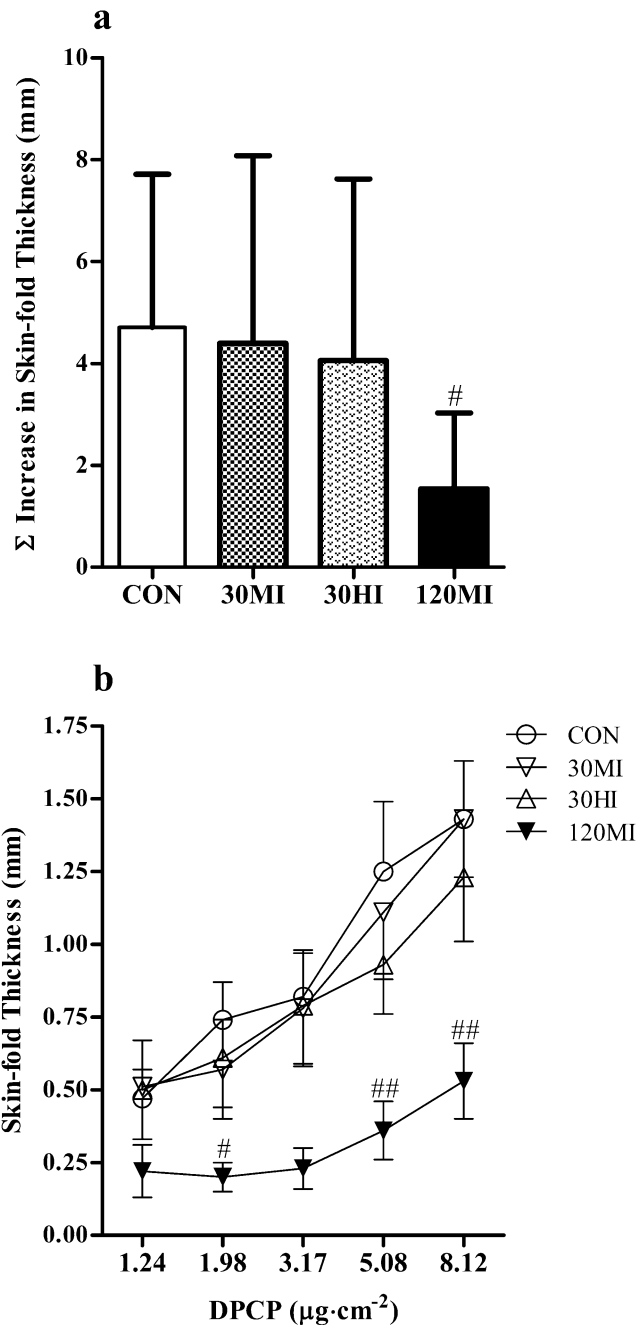 a
Σ Increase in Skin-fold Thickness (mm)
10
8
6
4
2
0
#
CON 30MI 30HI 120MI
b
Skin-fold Thickness (mm)
1.75
1.50
1.25
1.00
0.75
0.50
0.25
0.00
CON
30MI
30HI
120MI
#
##
##
1.24 1.98 3.17 5.08 8.12
DPCP (µg·cm⁻²)